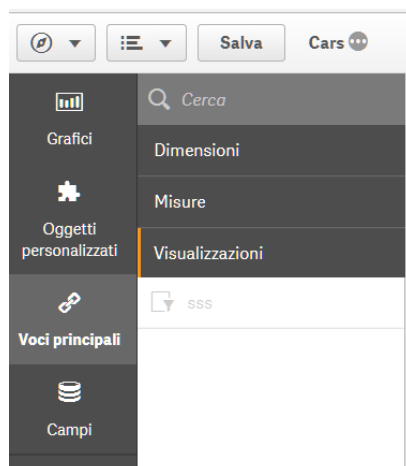 Salva
Cars
Grafici
Oggetti
personalizzati
Voci principali
Campi
Cerca
Dimensioni
Misure
Visualizzazioni
sss